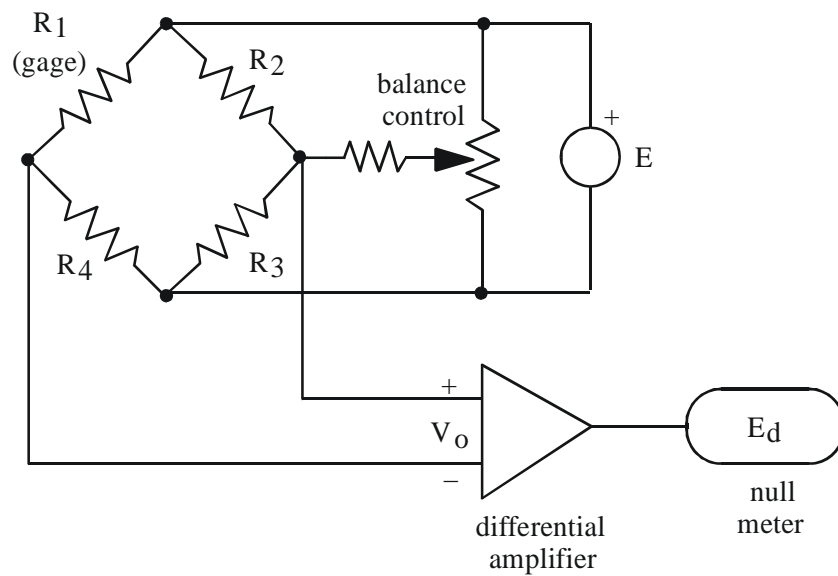 R1
(gage)
R2
balance
control
+
E
R4
R3
+
Vo
−
Ed
null
meter
differential
amplifier